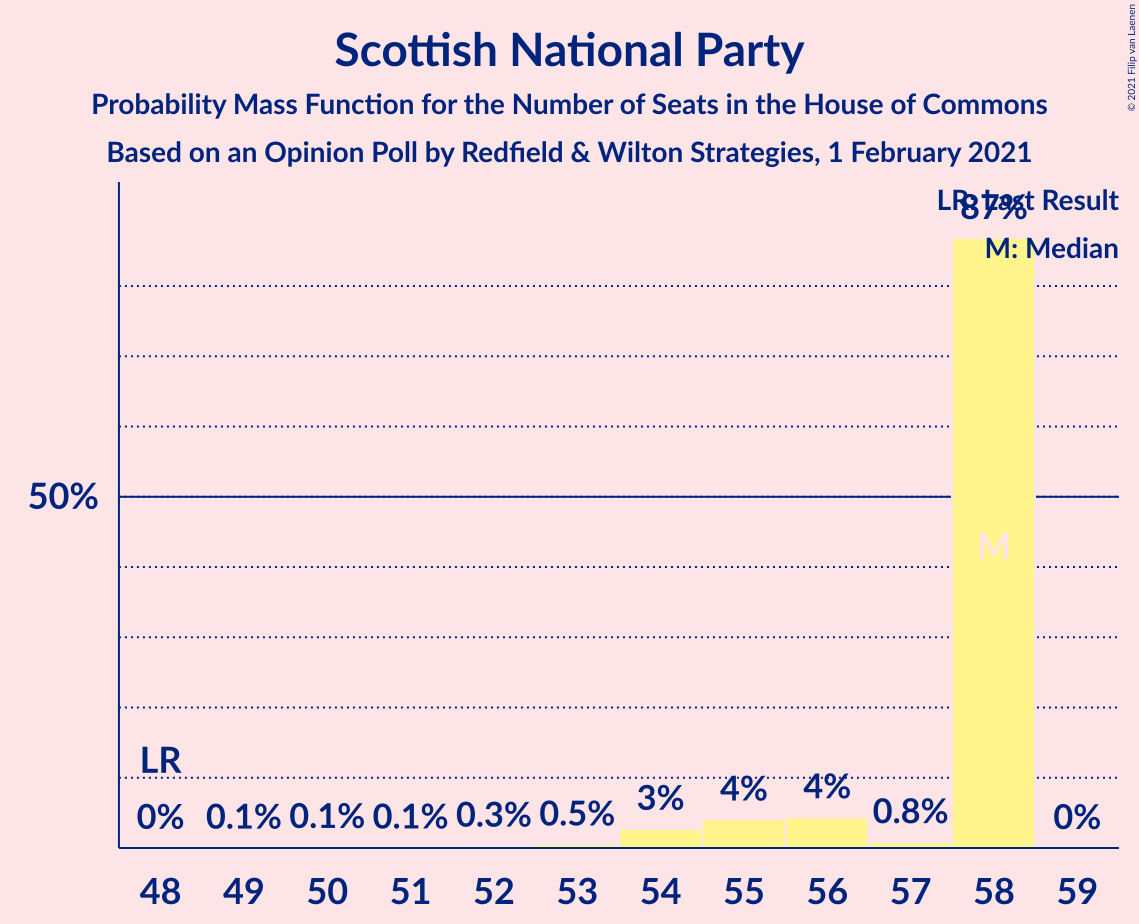 Scottish National Party
Probability Mass Function for the Number of Seats in the House of Commons
Based on an Opinion Poll by Redfield & Wilton Strategies, 1 February 2021
© 2021 Filip van Laenen
LR: Last Result
87%
M: Median
50%
M
LR
0% 0.1% 0.1% 0.1% 0.3% 0.5% 3% 4% 4% 0.8% 0%
48 49 50 51 52 53 54 55 56 57 58 59